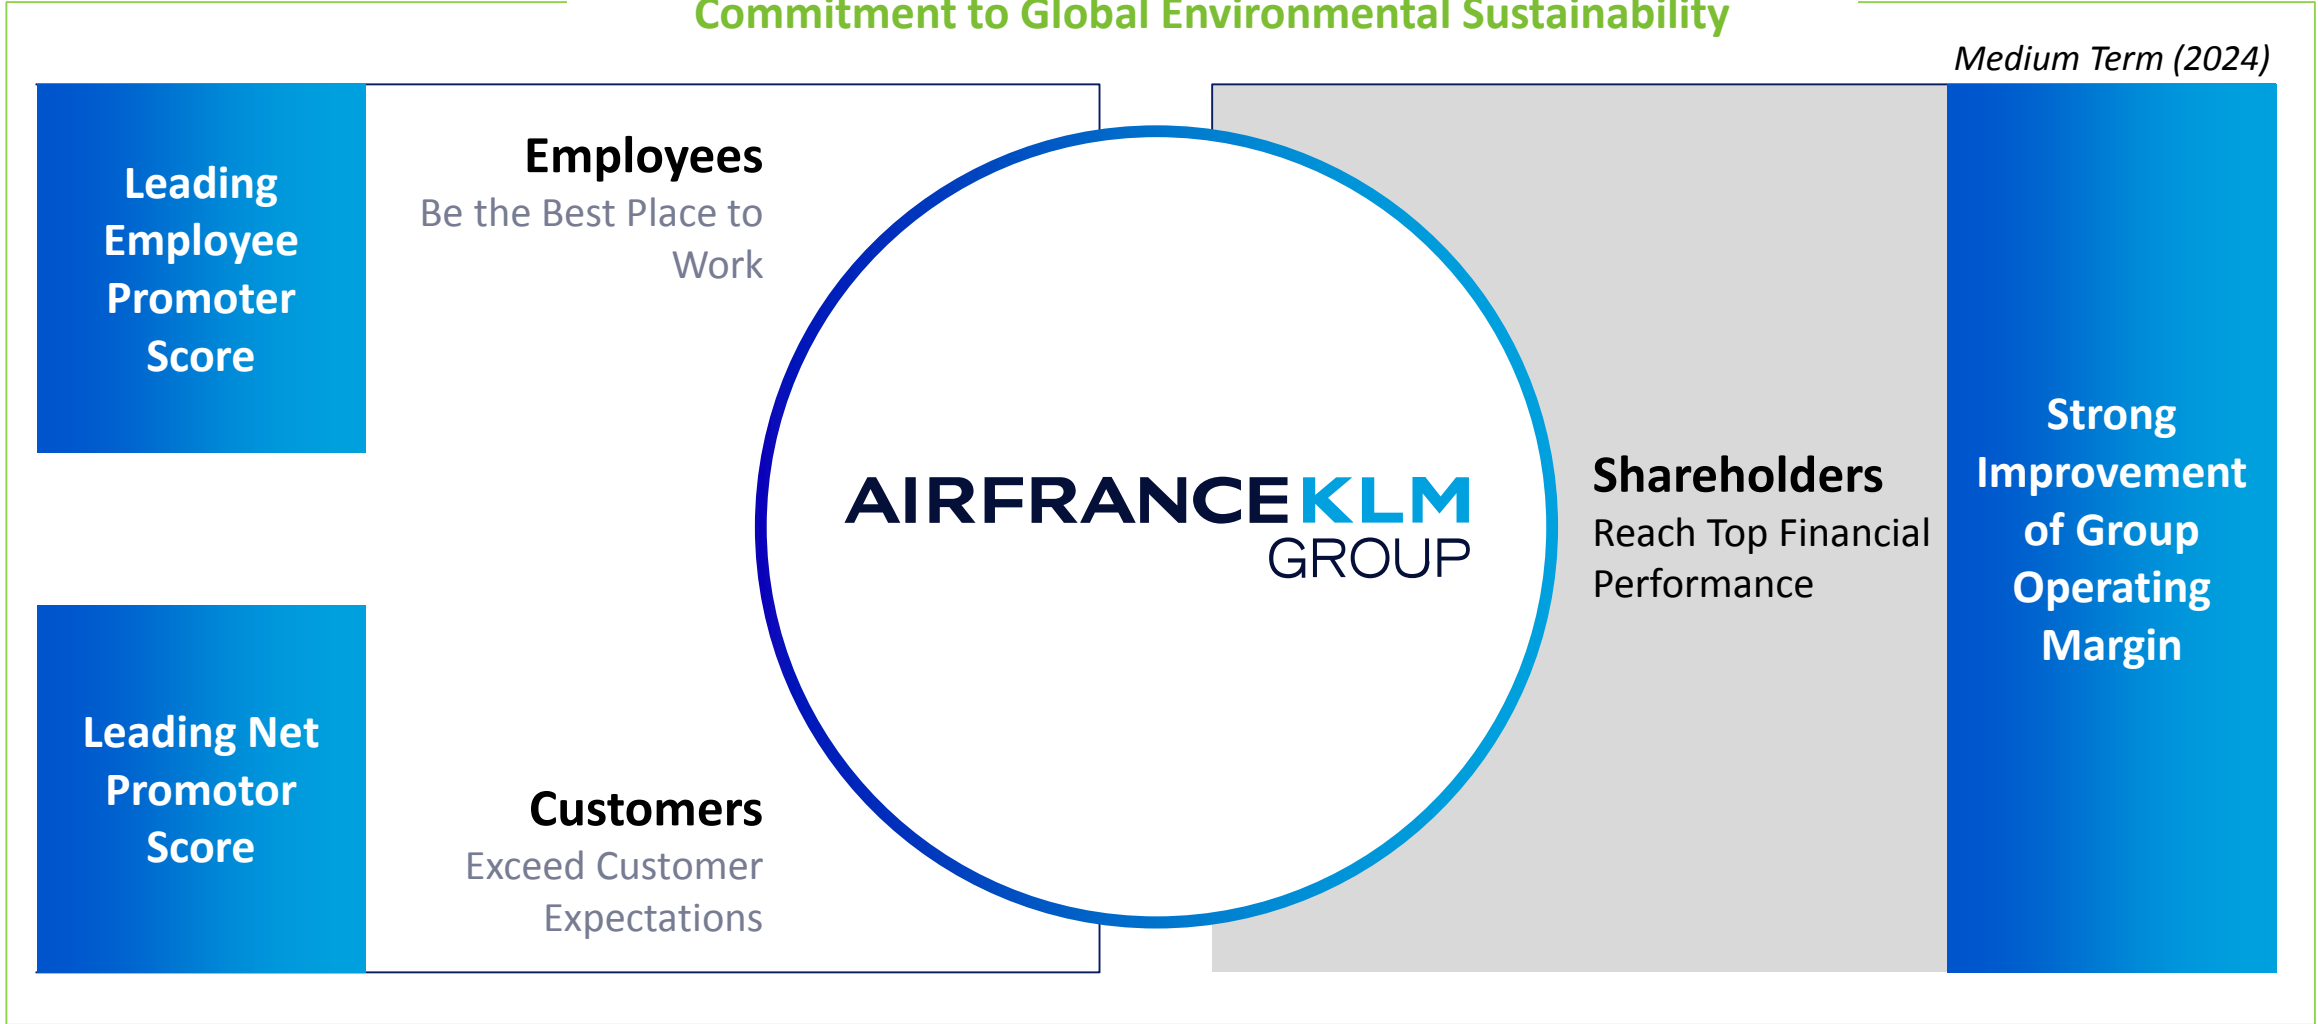 Commitment to Global Environmental Sustainability
Medium Term (2024)
Leading
Employee
Promoter
Score
Employees
Be the Best Place to
Work
AIRFRANCEKLM
GROUP
Shareholders
Reach Top Financial
Performance
Strong
Improvement
of Group
Operating
Margin
Leading Net
Promotor
Score
Customers
Exceed Customer
Expectations